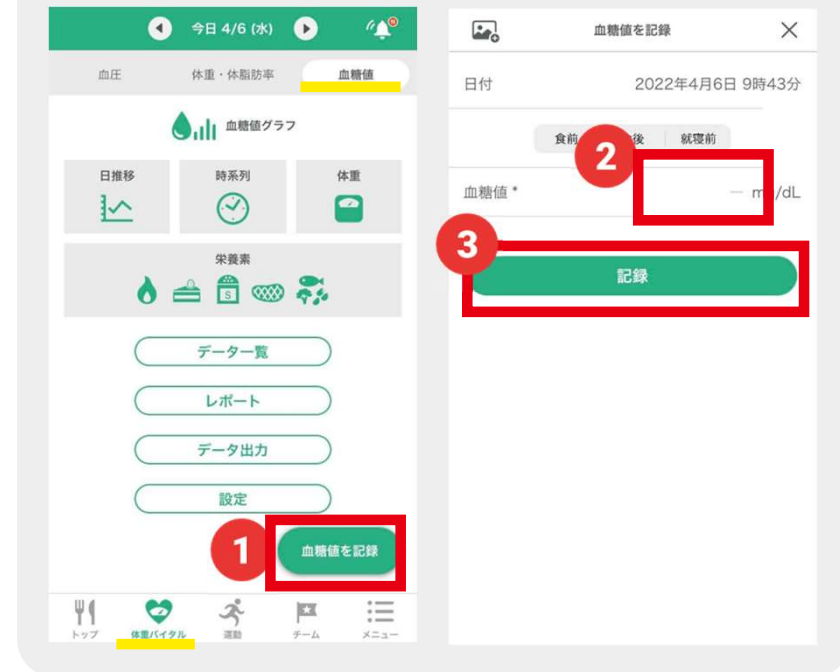 今日 4/6 (水)
血圧
体重・体脂肪率
血糖値
血糖値グラフ
日推移
時系列
体重
栄養素
S
データ一覧
レポート
データ出力
設定
1
血糖値を記録
トップ
体重バイタル
運動
チーム
メニュー
血糖値を記録
日付
2022年4月6日 9時43分
食前
後
就寝前
2
血糖値 *
/dL
3
記録